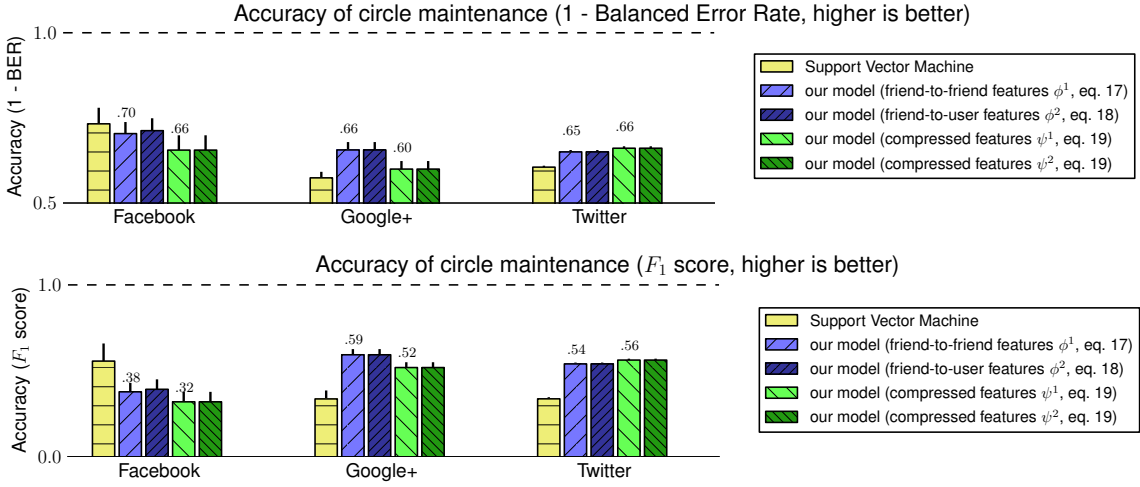 Accuracy of circle maintenance (1 - Balanced Error Rate, higher is better)
Accuracy (1 - BER)
1.0
0.5
.70
.66
.66
.60
.65
.66
Facebook
Google+
Twitter
Support Vector Machine
our model (friend-to-friend features ϕ¹, eq. 17)
our model (friend-to-user features ϕ², eq. 18)
our model (compressed features ψ¹, eq. 19)
our model (compressed features ψ², eq. 19)
Accuracy of circle maintenance (F₁ score, higher is better)
Accuracy (F₁ score)
1.0
0.0
.38
.32
.59
.52
.54
.56
Facebook
Google+
Twitter
Support Vector Machine
our model (friend-to-friend features ϕ¹, eq. 17)
our model (friend-to-user features ϕ², eq. 18)
our model (compressed features ψ¹, eq. 19)
our model (compressed features ψ², eq. 19)